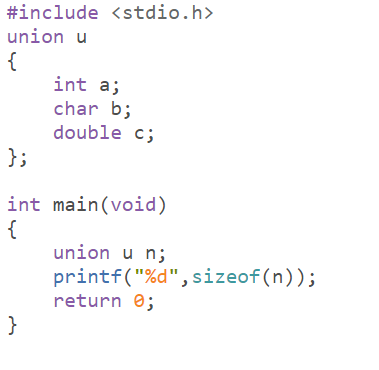 #include <stdio.h>
union u
{
    int a;
    char b;
    double c;
};

int main(void)
{
    union u n;
    printf("%d",sizeof(n));
    return 0;
}